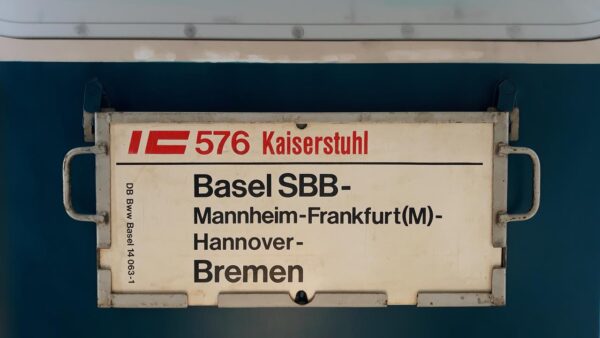 IC 576 Kaiserstuhl
Basel SBB-
Mannheim-Frankfurt(M)-
Hannover-
Bremen
DB Bww Basel 14 063-1